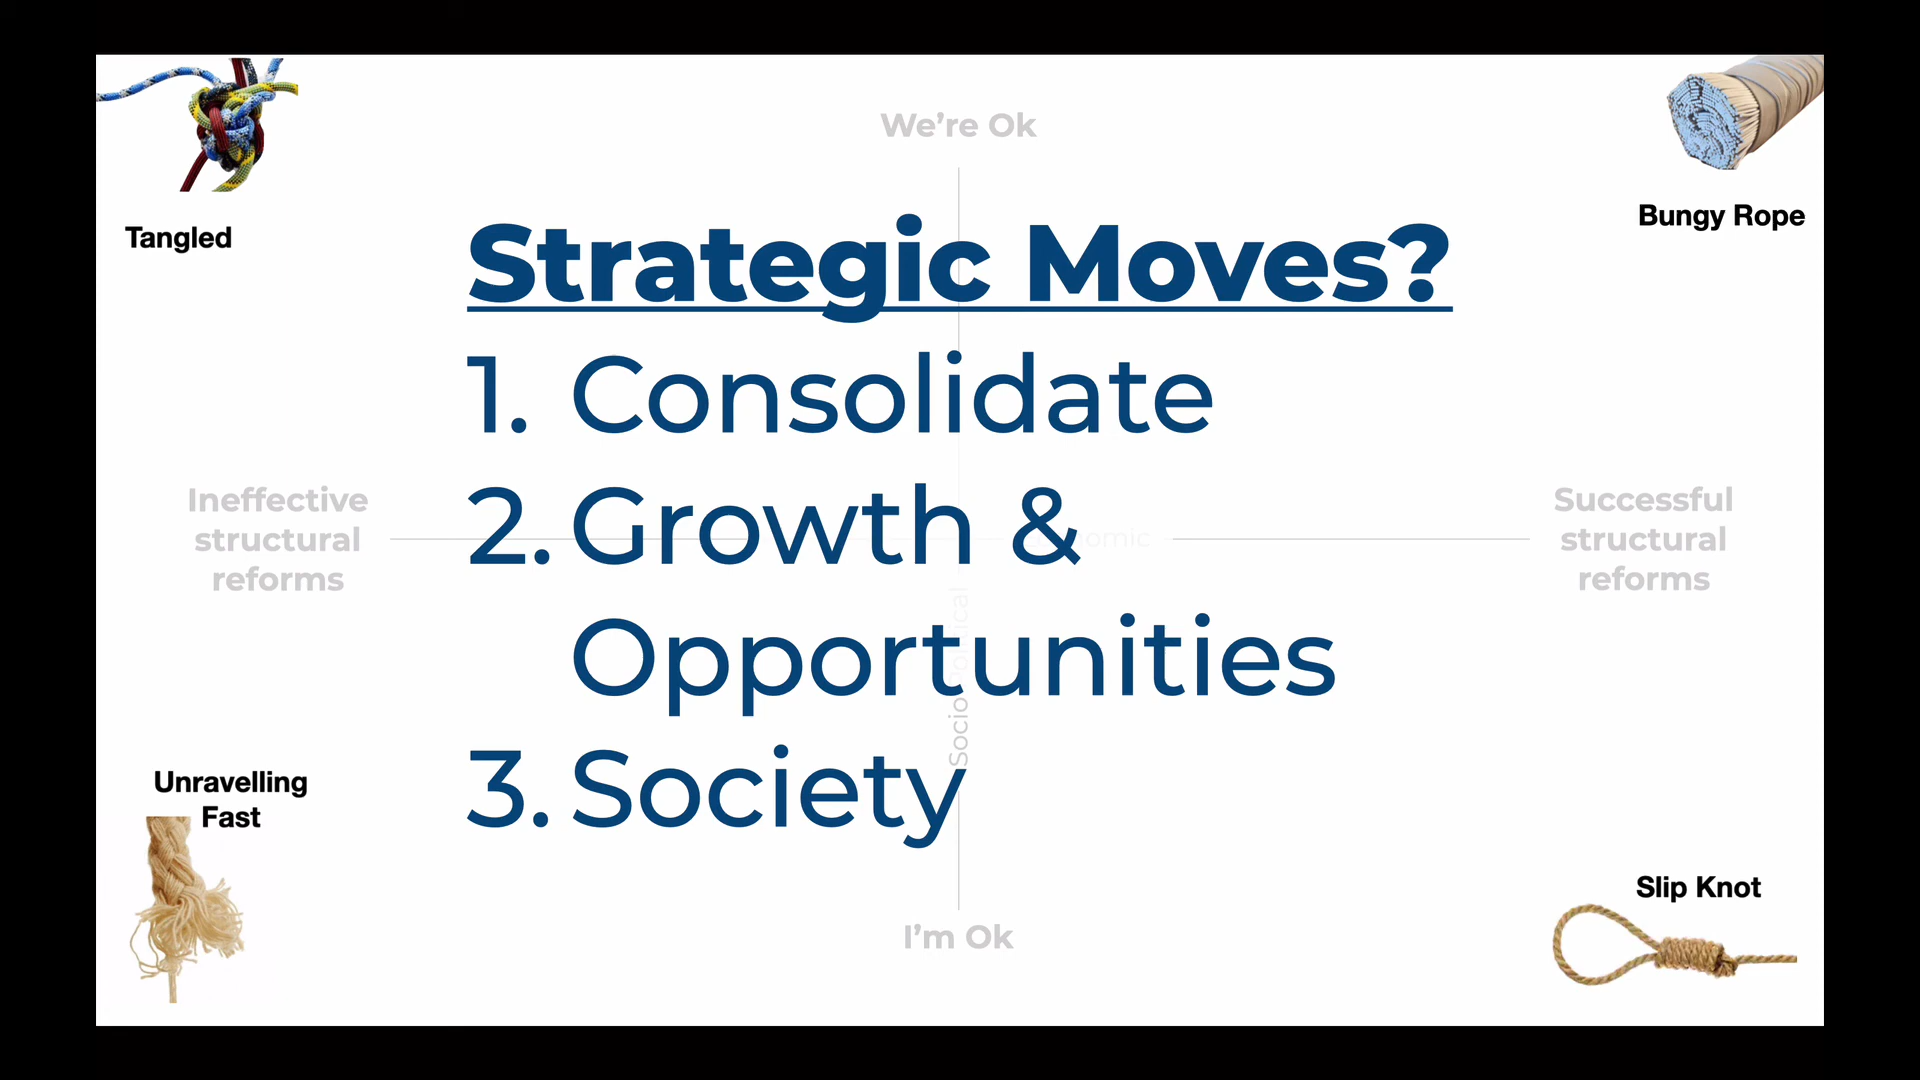 We're Ok
Tangled
Bungy Rope
Strategic Moves?
1. Consolidate
2. Growth &
Opportunities
3. Society
Ineffective
structural
reforms
Successful
structural
reforms
Unravelling
Fast
Slip Knot
I'm Ok